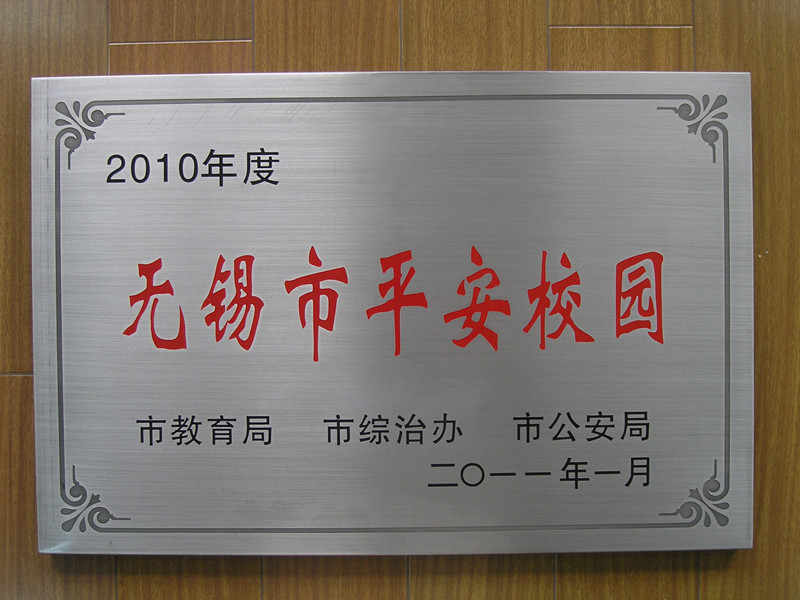 2010年度
无锡市平安校园
市教育局 市综治办 市公安局
二〇一一年一月